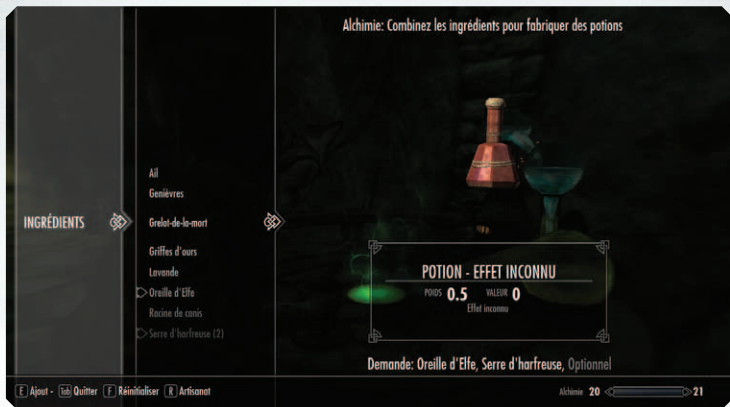 Alchimie: Combinez les ingrédients pour fabriquer des potions
INGRÉDIENTS
Ail
Genièvres
Grelot-de-la-mort
Griffes d'ours
Lavande
Oreille d'Elfe
Racine de canis
Serre d'harfreuse (2)
POTION - EFFET INCONNU
POIDS 0.5 VALEUR 0
Effet inconnu
Demande: Oreille d'Elfe, Serre d'harfreuse, Optionnel
E Ajout - Tab Quitter F Réinitialiser R Artisanat
Alchimie 20 21